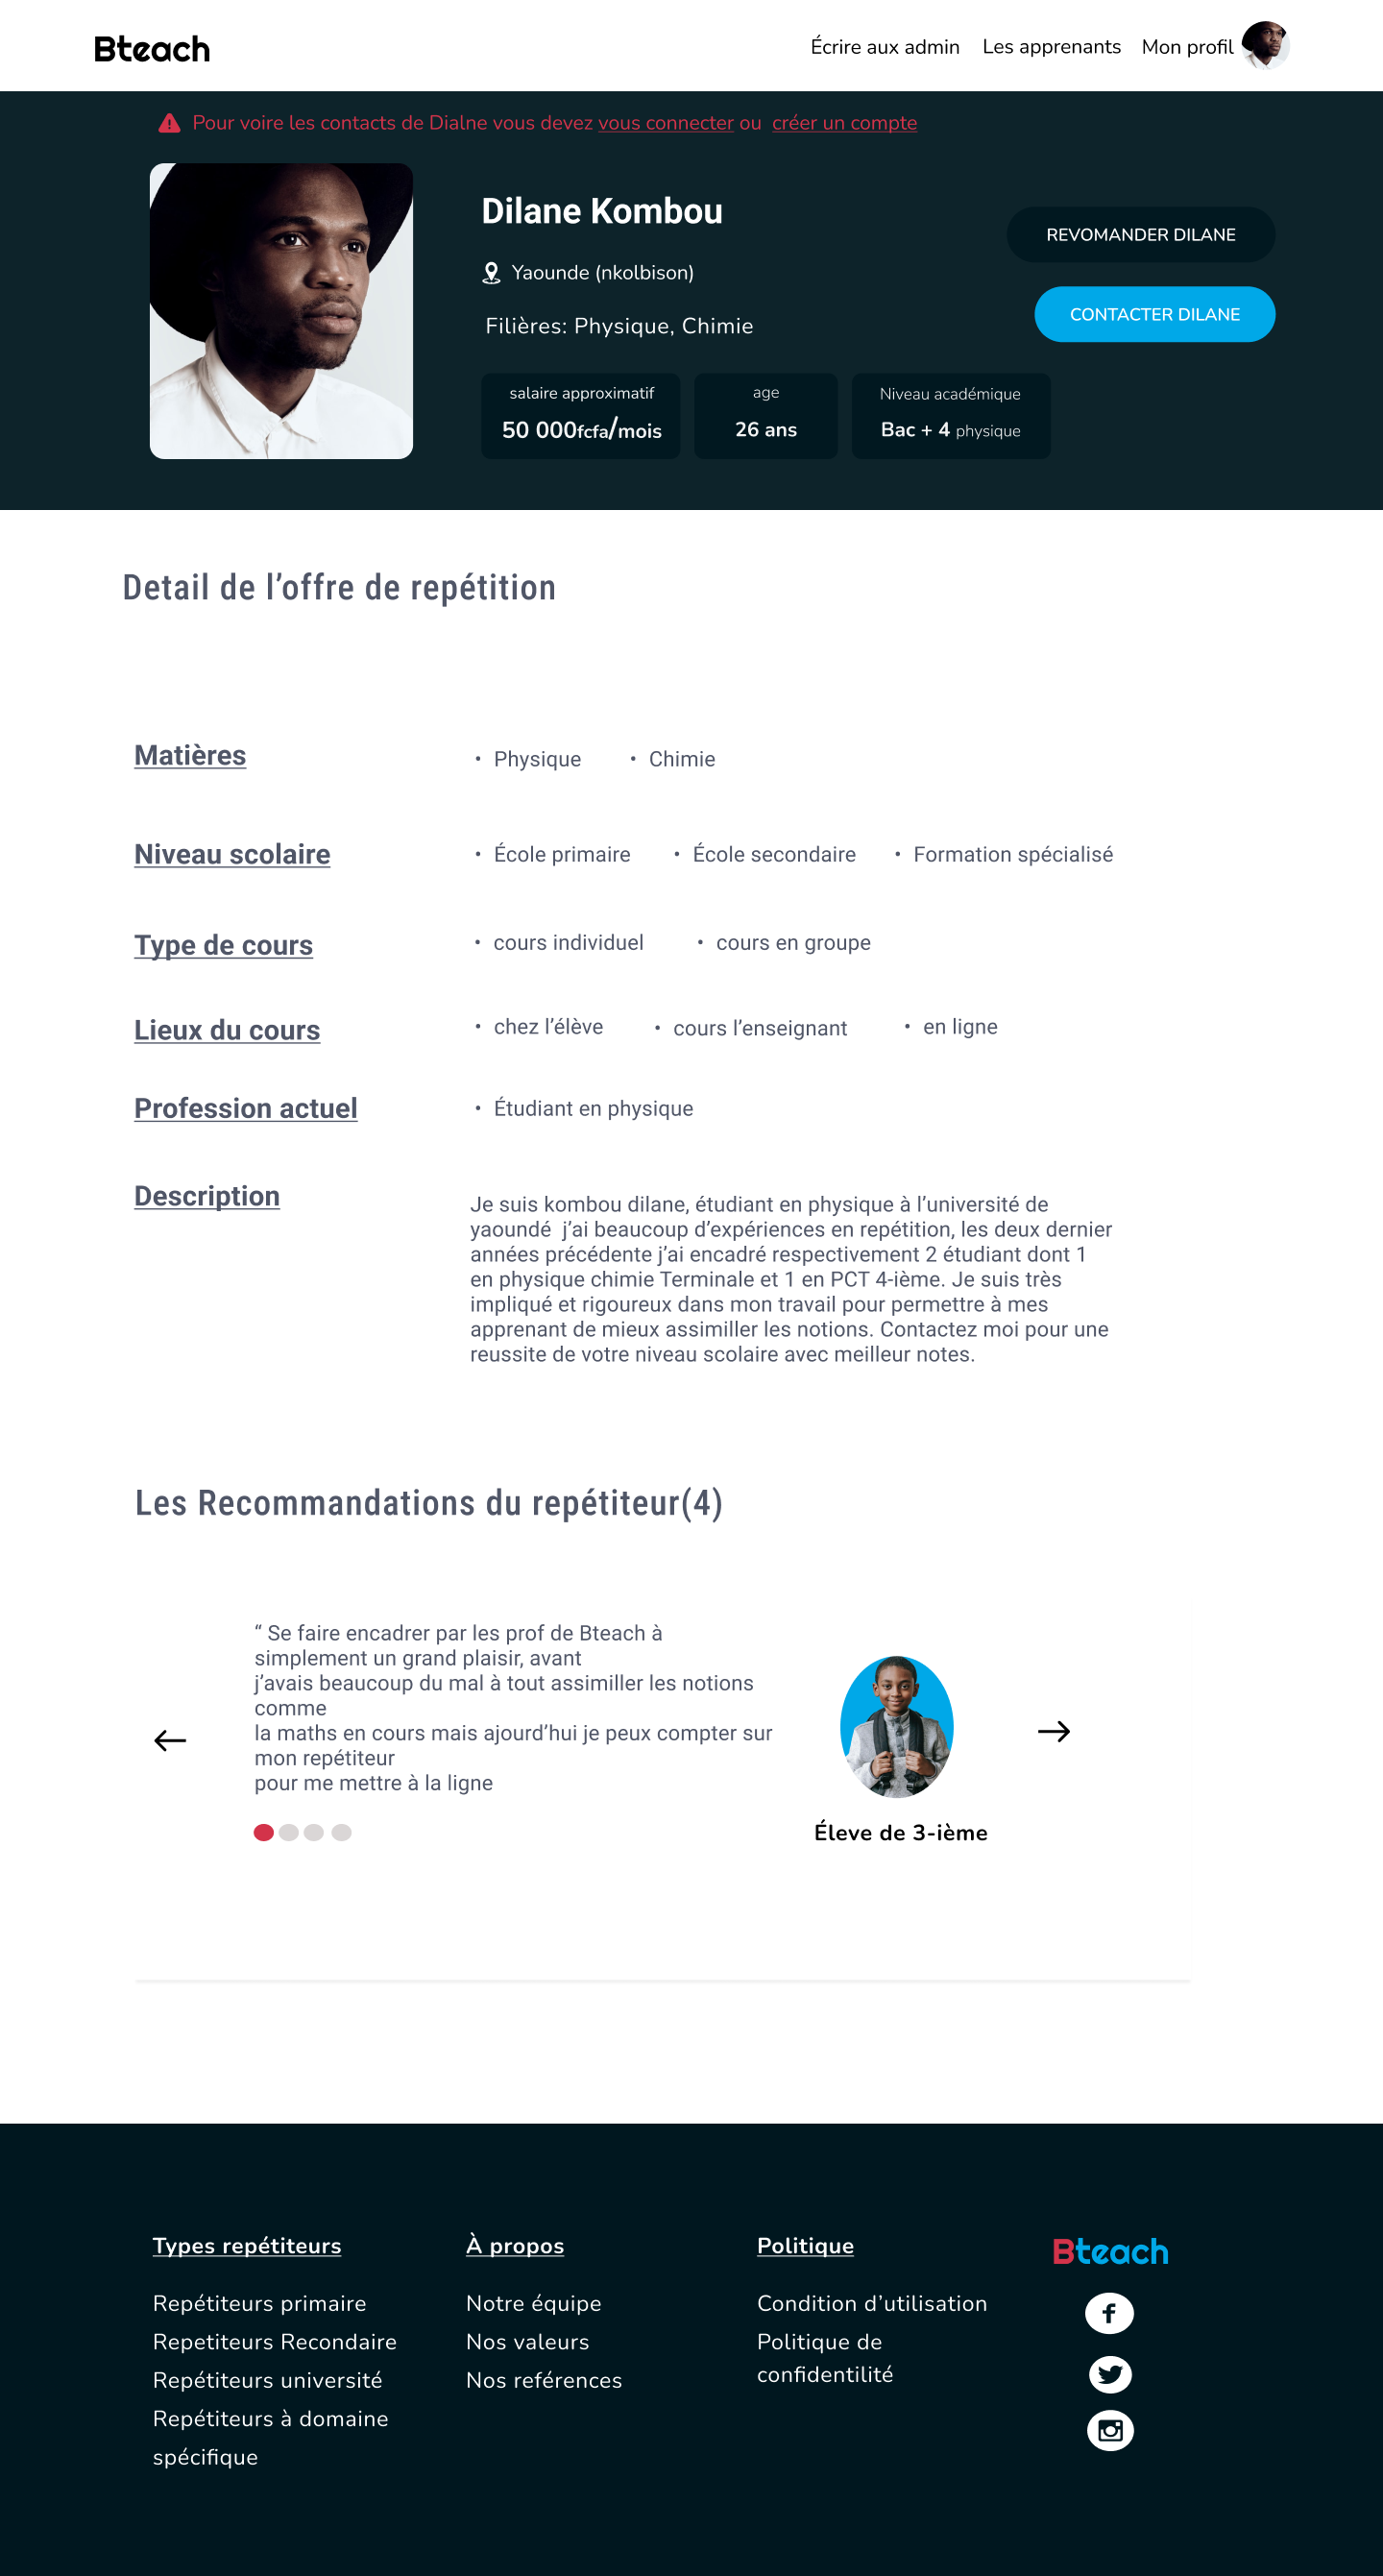 Bteach
Écrire aux admin
Les apprenants
Mon profil
Pour voire les contacts de Dialne vous devez vous connecter ou créer un compte
Dilane Kombou
Yaounde (nkolbison)
Filières: Physique, Chimie
REVOMANDER DILANE
CONTACTER DILANE
salaire approximatif
50 000fcfa/mois
age
26 ans
Niveau académique
Bac + 4 physique
Detail de l’offre de repétition
Matières
• Physique • Chimie
Niveau scolaire
• École primaire • École secondaire • Formation spécialisé
Type de cours
• cours individuel • cours en groupe
Lieux du cours
• chez l’élève • cours l’enseignant • en ligne
Profession actuel
• Étudiant en physique
Description
Je suis kombou dilane, étudiant en physique à l’université de
yaoundé j’ai beaucoup d’expériences en repétition, les deux dernier
années précédente j’ai encadré respectivement 2 étudiant dont 1
en physique chimie Terminale et 1 en PCT 4-ième. Je suis très
impliqué et rigoureux dans mon travail pour permettre à mes
apprenant de mieux assimiller les notions. Contactez moi pour une
reussite de votre niveau scolaire avec meilleur notes.
Les Recommandations du repétiteur(4)
“ Se faire encadrer par les prof de Bteach à
simplement un grand plaisir, avant
j’avais beaucoup du mal à tout assimiller les notions
comme
la maths en cours mais ajourd’hui je peux compter sur
mon repétiteur
pour me mettre à la ligne
Éleve de 3-ième
Types repétiteurs
Repétiteurs primaire
Repetiteurs Recondaire
Repétiteurs université
Repétiteurs à domaine
spécifique
À propos
Notre équipe
Nos valeurs
Nos reférences
Politique
Condition d’utilisation
Politique de
confidentilité
Bteach